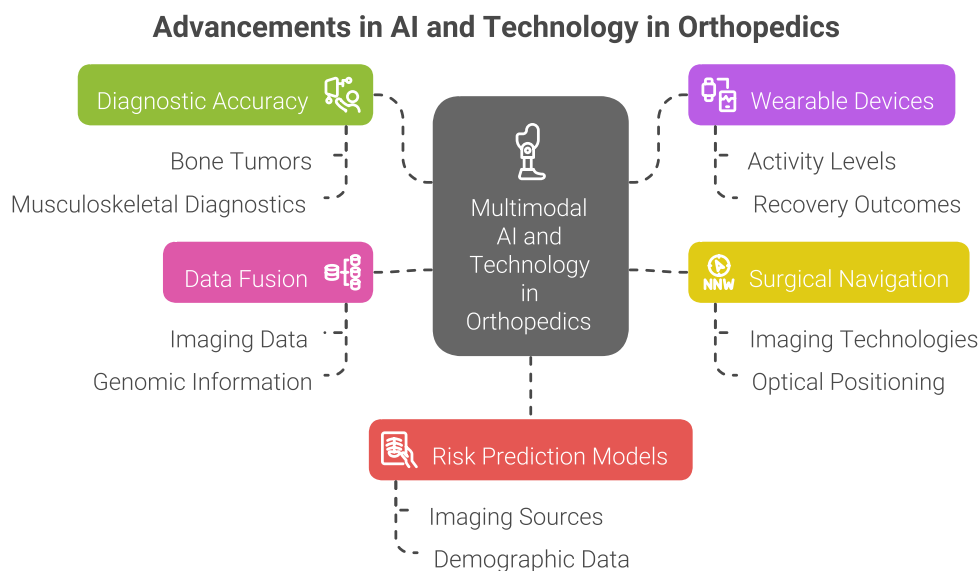 Advancements in AI and Technology in Orthopedics
Diagnostic Accuracy
Bone Tumors
Musculoskeletal Diagnostics
Data Fusion
Imaging Data
Genomic Information
Multimodal
AI and
Technology
in
Orthopedics
Wearable Devices
Activity Levels
Recovery Outcomes
NNW
Surgical Navigation
Imaging Technologies
Optical Positioning
Risk Prediction Models
Imaging Sources
Demographic Data